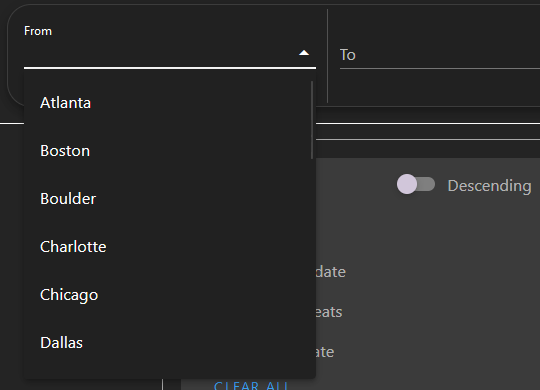 From
To
Atlanta
Boston
Boulder
Descending
Charlotte
date
Chicago
eats
Dallas
ate
CLEAR ALL